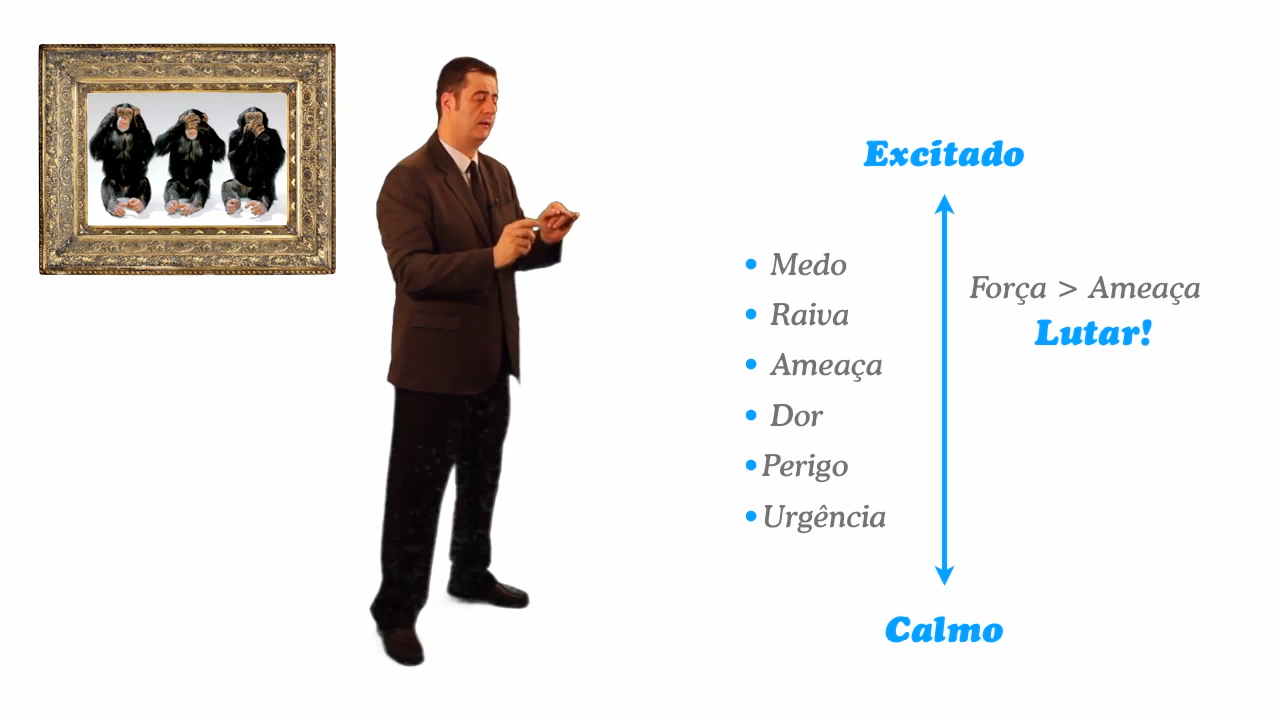 Excitado
• Medo
• Raiva
• Ameaça
• Dor
• Perigo
• Urgência
Força > Ameaça
Lutar!
Calmo